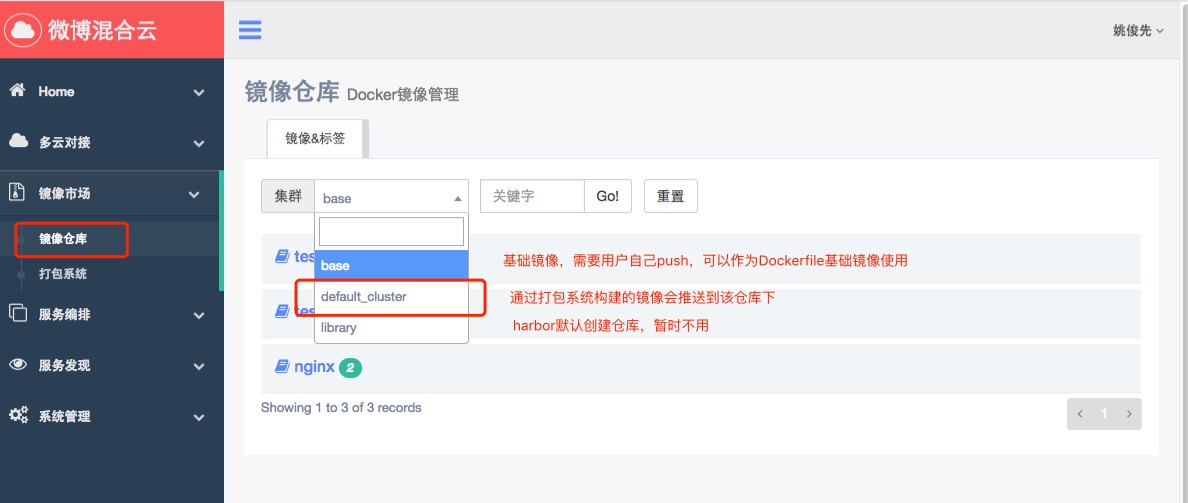 微博混合云
姚俊先
Home
多云对接
镜像市场
镜像仓库
打包系统
服务编排
服务发现
系统管理
镜像仓库 Docker镜像管理
镜像&标签
集群 base 关键字 Go! 重置
tes
base
基础镜像，需要用户自己push，可以作为Dockerfile基础镜像使用
default_cluster
通过打包系统构建的镜像会推送到该仓库下
tes
library
harbor默认创建仓库，暂时不用
nginx 2
Showing 1 to 3 of 3 records
‹ 1 ›